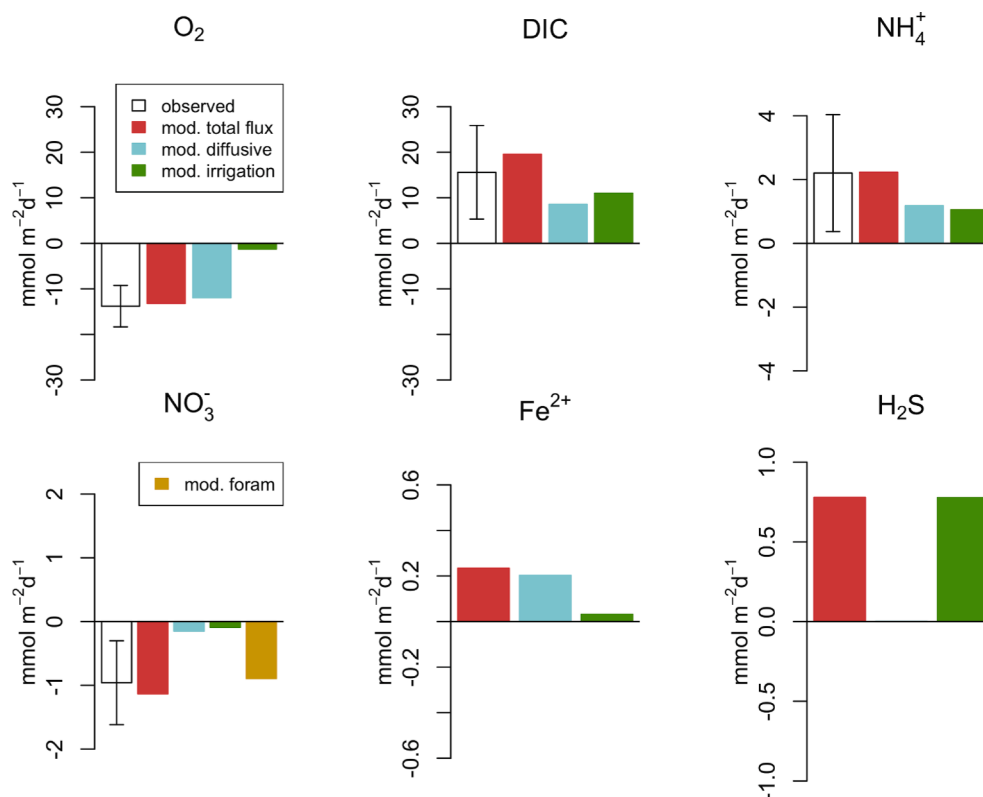 O₂
DIC
NH₄⁺
observed
mod. total flux
mod. diffusive
mod. irrigation
mmol m⁻²d⁻¹
30
20
10
0
-10
-30
mmol m⁻²d⁻¹
30
20
10
0
-10
-30
mmol m⁻²d⁻¹
4
2
0
-2
-4
NO₃⁻
Fe²⁺
H₂S
mod. foram
mmol m⁻²d⁻¹
2
1
0
-1
-2
mmol m⁻²d⁻¹
0.6
0.2
-0.2
-0.6
mmol m⁻²d⁻¹
1.0
0.5
0.0
-0.5
-1.0